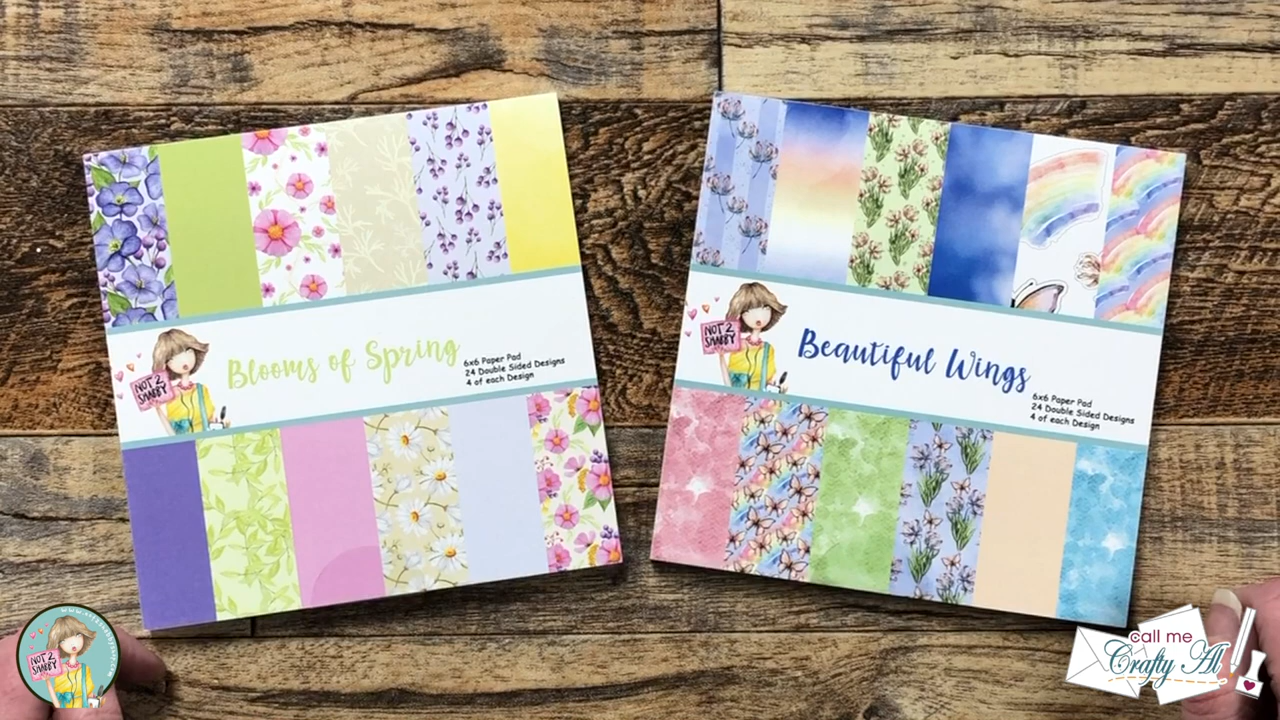 NOT 2
SHABBY
Blooms of Spring
6x6 Paper Pad
24 Double Sided Designs
4 of each Design
NOT 2
SHABBY
Beautiful Wings
6x6 Paper Pad
24 Double Sided Designs
4 of each Design
NOT 2
SHABBY
call me
Crafty Al